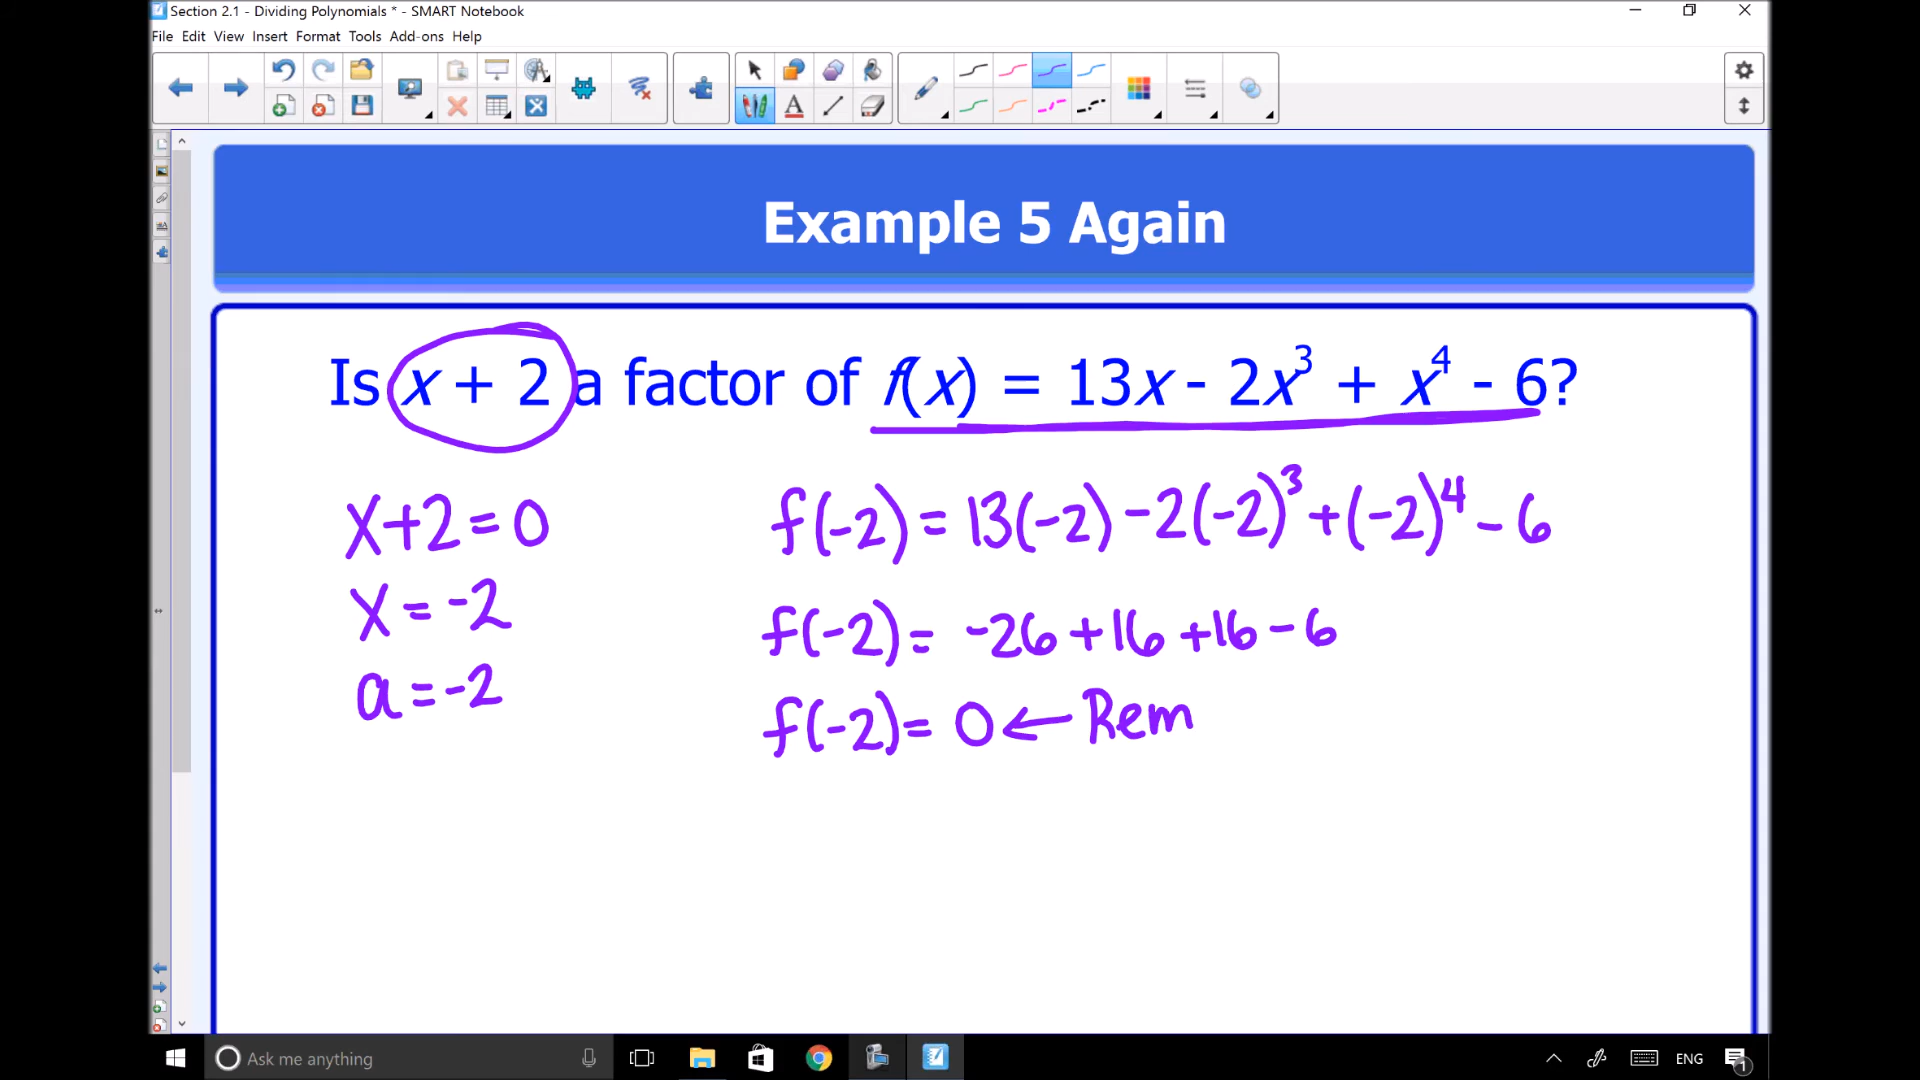 Section 2.1 - Dividing Polynomials * - SMART Notebook
File Edit View Insert Format Tools Add-ons Help
Example 5 Again
Is x + 2 a factor of f(x) = 13x - 2x³ + x⁴ - 6?
x+2=0
x=-2
a=-2
f(-2)=13(-2)-2(-2)³+(-2)⁴-6
f(-2)=-26+16+16-6
f(-2)=0←Rem
Ask me anything
ENG
1